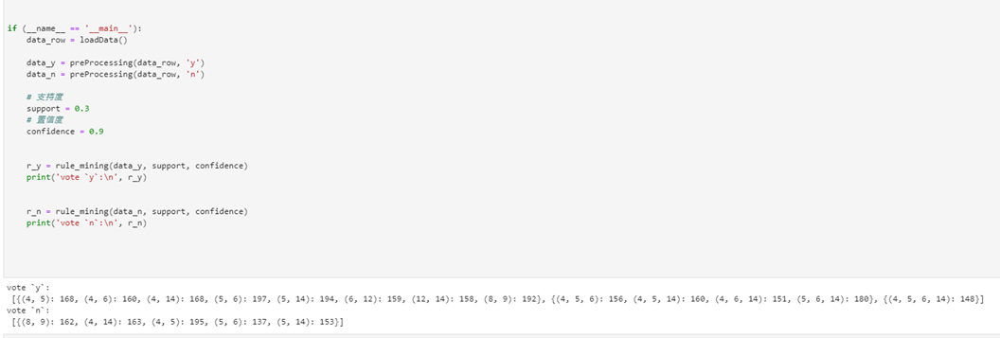 if (__name__ == '__main__'):
data_row = loadData()
data_y = preProcessing(data_row, 'y')
data_n = preProcessing(data_row, 'n')
# 支持度
support = 0.3
# 置信度
confidence = 0.9
r_y = rule_mining(data_y, support, confidence)
print('vote `y`:\n', r_y)
r_n = rule_mining(data_n, support, confidence)
print('vote `n`:\n', r_n)
vote `y`:
[{(4, 5): 168, (4, 6): 160, (4, 14): 168, (5, 6): 197, (5, 14): 194, (6, 12): 159, (12, 14): 158, (8, 9): 192}, {(4, 5, 6): 156, (4, 5, 14): 160, (4, 6, 14): 151, (5, 6, 14): 180}, {(4, 5, 6, 14): 148}]
vote `n`:
[{(8, 9): 162, (4, 14): 163, (4, 5): 195, (5, 6): 137, (5, 14): 153}]